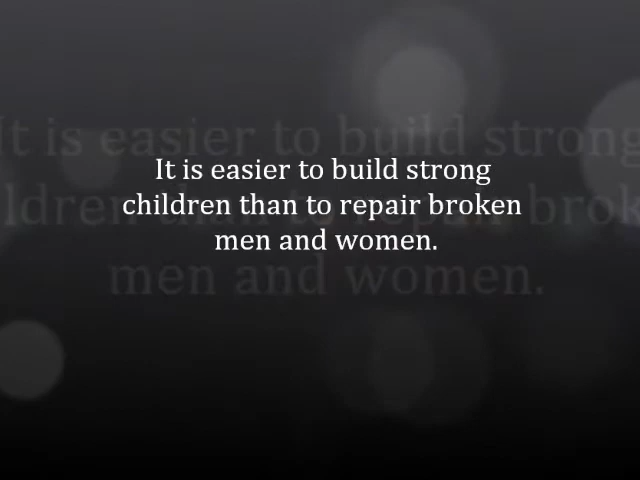 It is easier to build strong
children than to repair broken
men and women.